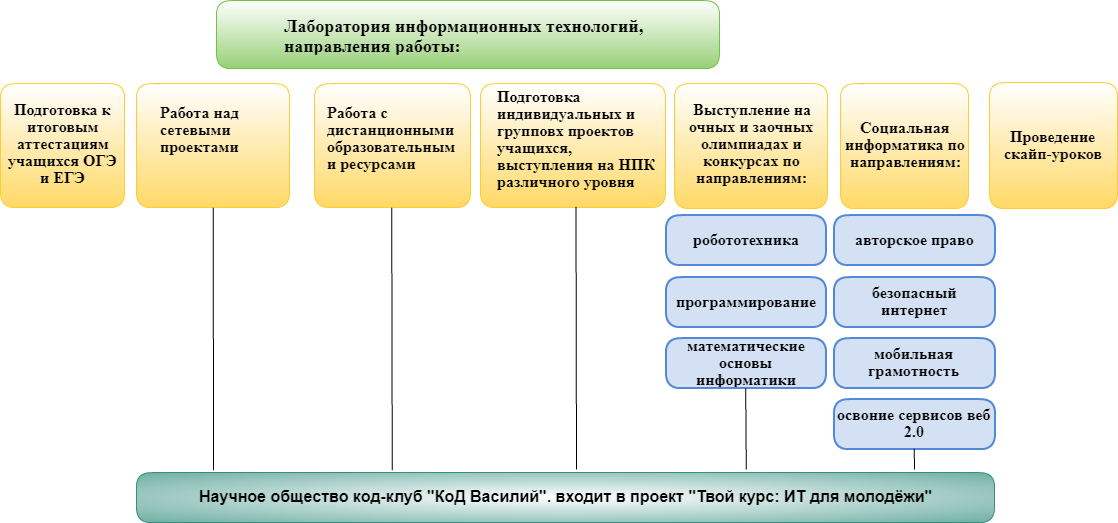 Лаборатория информационных технологий,
направления работы:
Подготовка к
итоговым
аттестациям
учащихся ОГЭ
и ЕГЭ
Работа над
сетевыми
проектами
Работа с
дистанционными
образовательным
и ресурсами
Подготовка
индивидуальных и
групповх проектов
учащихся,
выступления на НПК
различного уровня
Выступление на
очных и заочных
олимпиадах и
конкурсах по
направлениям:
Социальная
информатика по
направлениям:
Проведение
скайп-уроков
робототехника
программирование
математические
основы
информатики
авторское право
безопасный
интернет
мобильная
грамотность
освоние сервисов веб
2.0
Научное общество код-клуб "КоД Василий". входит в проект "Твой курс: ИТ для молодёжи"